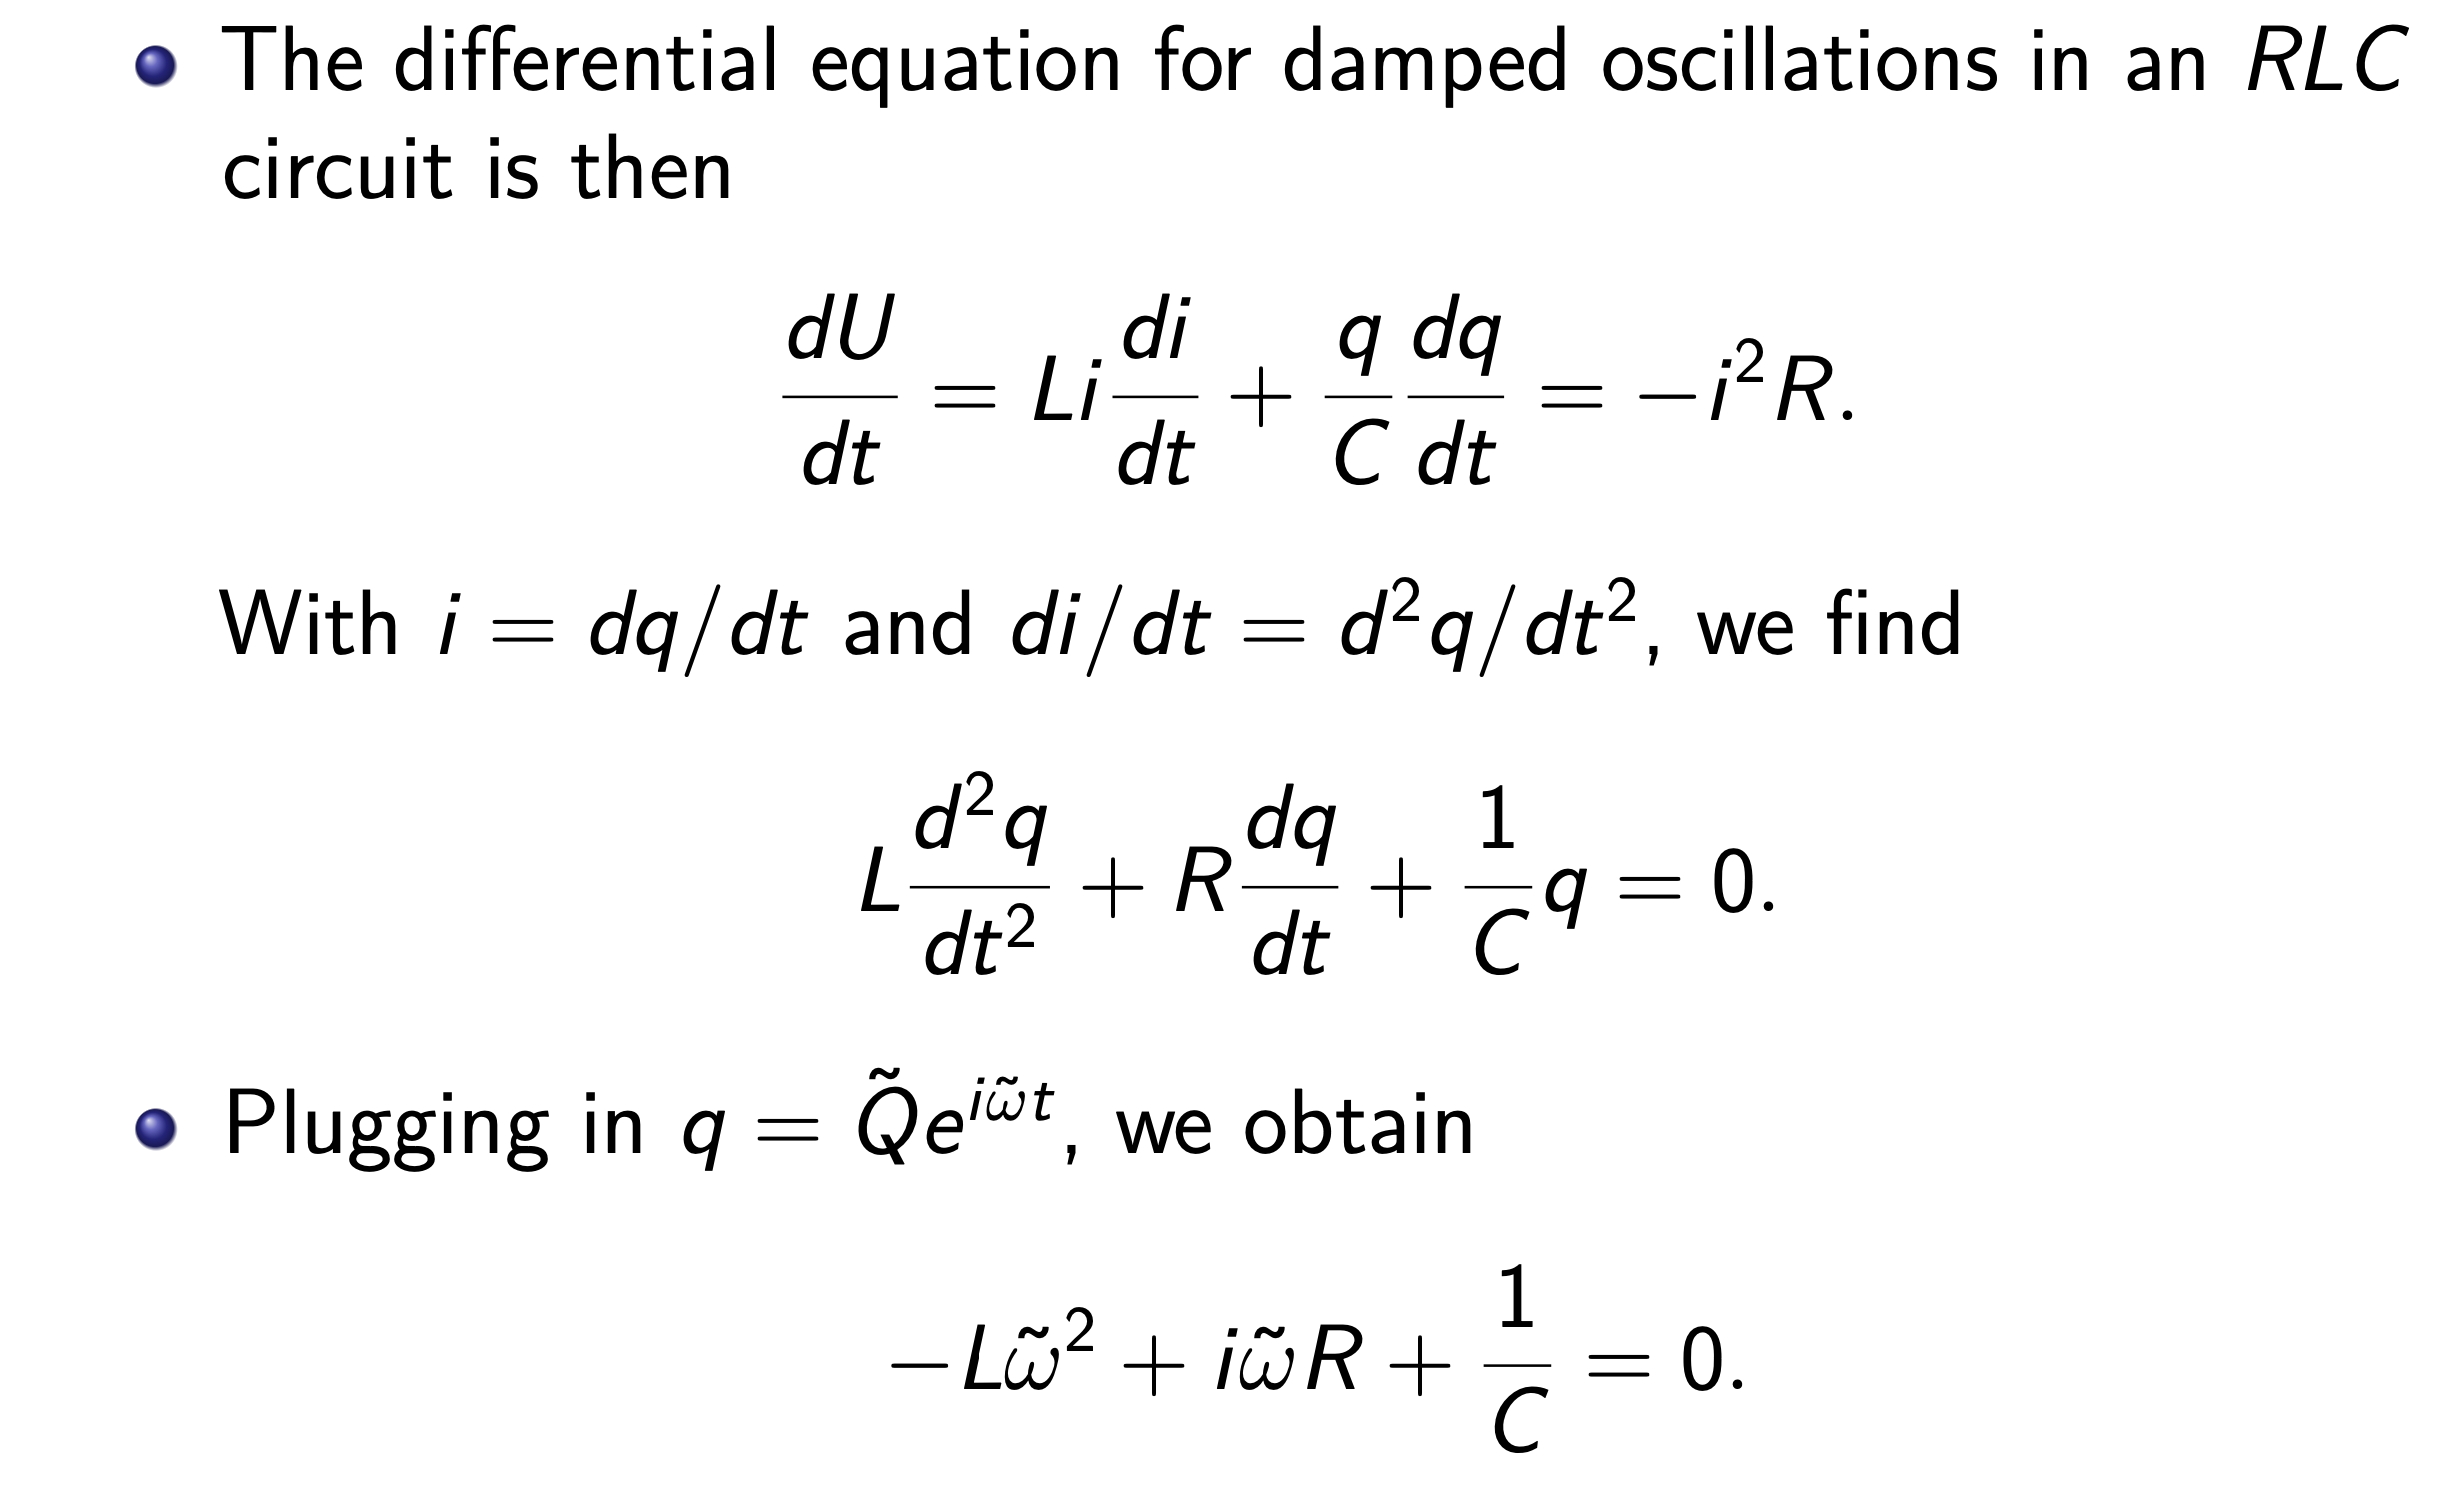 The differential equation for damped oscillations in an RLC
circuit is then
dU/dt = Li di/dt + q/C dq/dt = −i²R.
With i = dq/dt and di/dt = d²q/dt², we find
L d²q/dt² + R dq/dt + 1/C q = 0.
Plugging in q = Q̃e^{iω̃t}, we obtain
−Lω̃² + iω̃R + 1/C = 0.